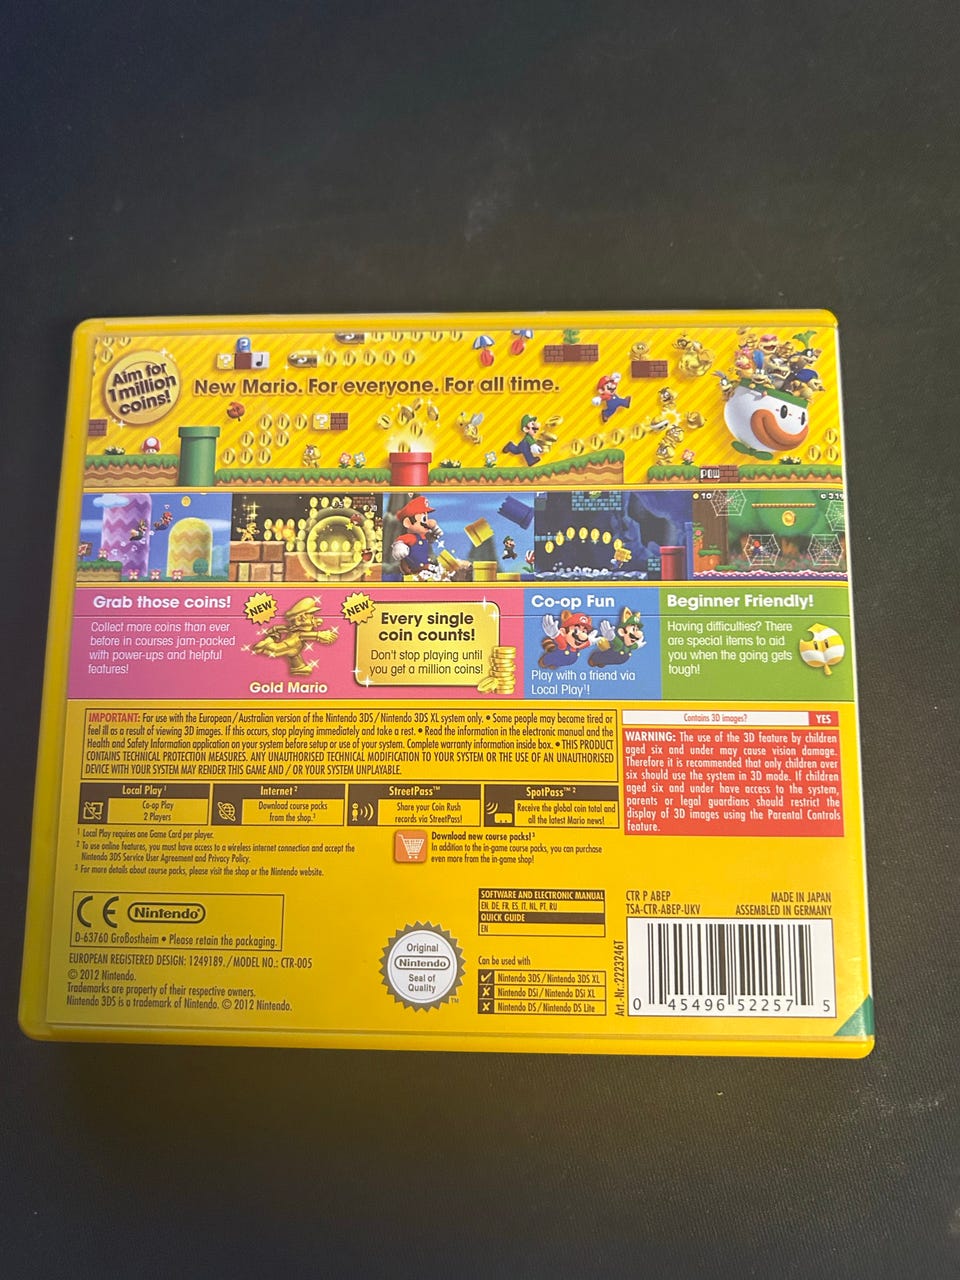 Aim for
1 million
coins!
New Mario. For everyone. For all time.
POW
Grab those coins!
Collect more coins than ever
before in courses jam-packed
with power-ups and helpful
features!
NEW
Gold Mario
NEW
Every single
coin counts!
Don't stop playing until
you get a million coins!
Co-op Fun
Play with a friend via
Local Play¹!
Beginner Friendly!
Having difficulties? There
are special items to aid
you when the going gets
tough!
IMPORTANT: For use with the European/Australian version of the Nintendo 3DS/Nintendo 3DS XL system only. • Some people may become tired or
feel ill as a result of viewing 3D images. If this occurs, stop playing immediately and take a rest. • Read the information in the electronic manual and the
Health and Safety Information application on your system before setup or use of your system. Complete warranty information inside box. • THIS PRODUCT
CONTAINS TECHNICAL PROTECTION MEASURES. ANY UNAUTHORISED TECHNICAL MODIFICATION TO YOUR SYSTEM OR THE USE OF AN UNAUTHORISED
DEVICE WITH YOUR SYSTEM MAY RENDER THIS GAME AND / OR YOUR SYSTEM UNPLAYABLE.
Contains 3D images? YES
WARNING: The use of the 3D feature by children
aged six and under may cause vision damage.
Therefore it is recommended that only children over
six should use the system in 3D mode. If children
aged six and under have access to the system,
parents or legal guardians should restrict the
display of 3D images using the Parental Controls
feature.
Local Play¹
Co-op Play
2 Players
Internet²
Download course packs
from the shop.³
StreetPass™
Share your Coin Rush
records via StreetPass!
SpotPass™²
Receive the global coin total and
all the latest Mario news!
¹ Local Play requires one Game Card per player.
² To use online features, you must have access to a wireless internet connection and accept the
Nintendo 3DS Service User Agreement and Privacy Policy.
³ For more details about course packs, please visit the shop or the Nintendo website.
Download new course packs!³
In addition to the in-game course packs, you can purchase
even more from the in-game shop!
CE Nintendo®
D-63760 Großostheim • Please retain the packaging.
EUROPEAN REGISTERED DESIGN: 1249189./MODEL NO.: CTR-005
© 2012 Nintendo.
Trademarks are property of their respective owners.
Nintendo 3DS is a trademark of Nintendo. © 2012 Nintendo.
Original
Nintendo
Seal of
Quality
™
SOFTWARE AND ELECTRONIC MANUAL
EN, DE, FR, ES, IT, NL, PT, RU
QUICK GUIDE
EN
Can be used with
Nintendo 3DS/Nintendo 3DS XL
Nintendo DSi/Nintendo DSi XL
Nintendo DS/Nintendo DS Lite
CTR P ABEP
TSA-CTR-ABEP-UKV
MADE IN JAPAN
ASSEMBLED IN GERMANY
Art.-Nr.:2223246T
0 45496 52257 5